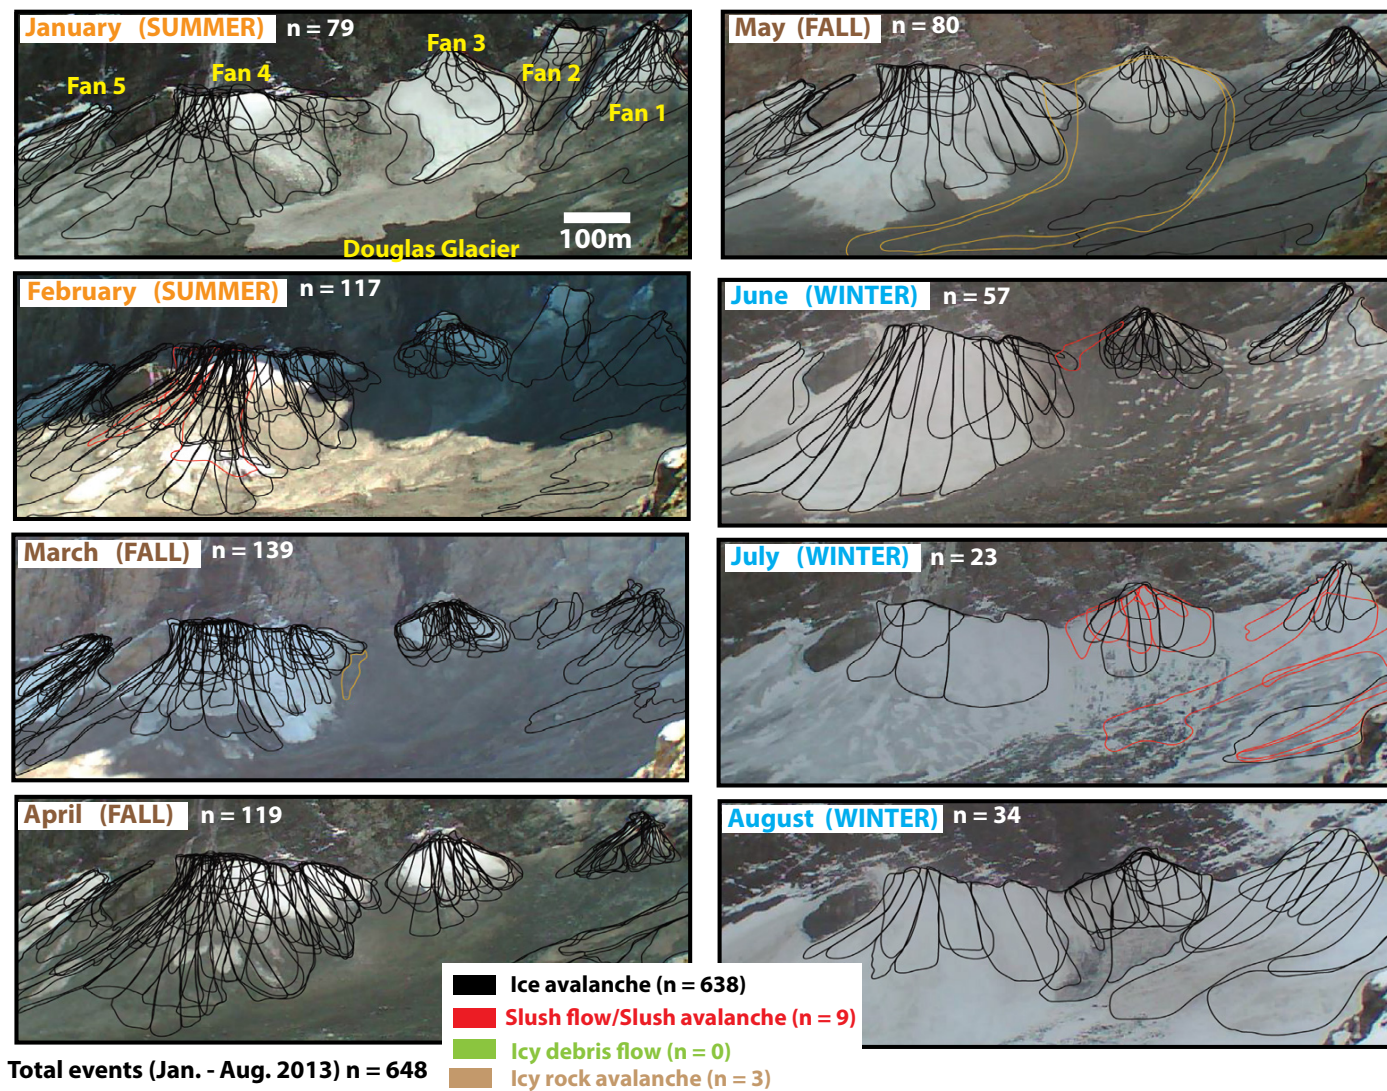 January (SUMMER) n = 79
Fan 5
Fan 4
Fan 3
Fan 2
Fan 1
100m
Douglas Glacier
February (SUMMER) n = 117
March (FALL) n = 139
April (FALL) n = 119
May (FALL) n = 80
June (WINTER) n = 57
July (WINTER) n = 23
August (WINTER) n = 34
Ice avalanche (n = 638)
Slush flow/Slush avalanche (n = 9)
Icy debris flow (n = 0)
Icy rock avalanche (n = 3)
Total events (Jan. - Aug. 2013) n = 648